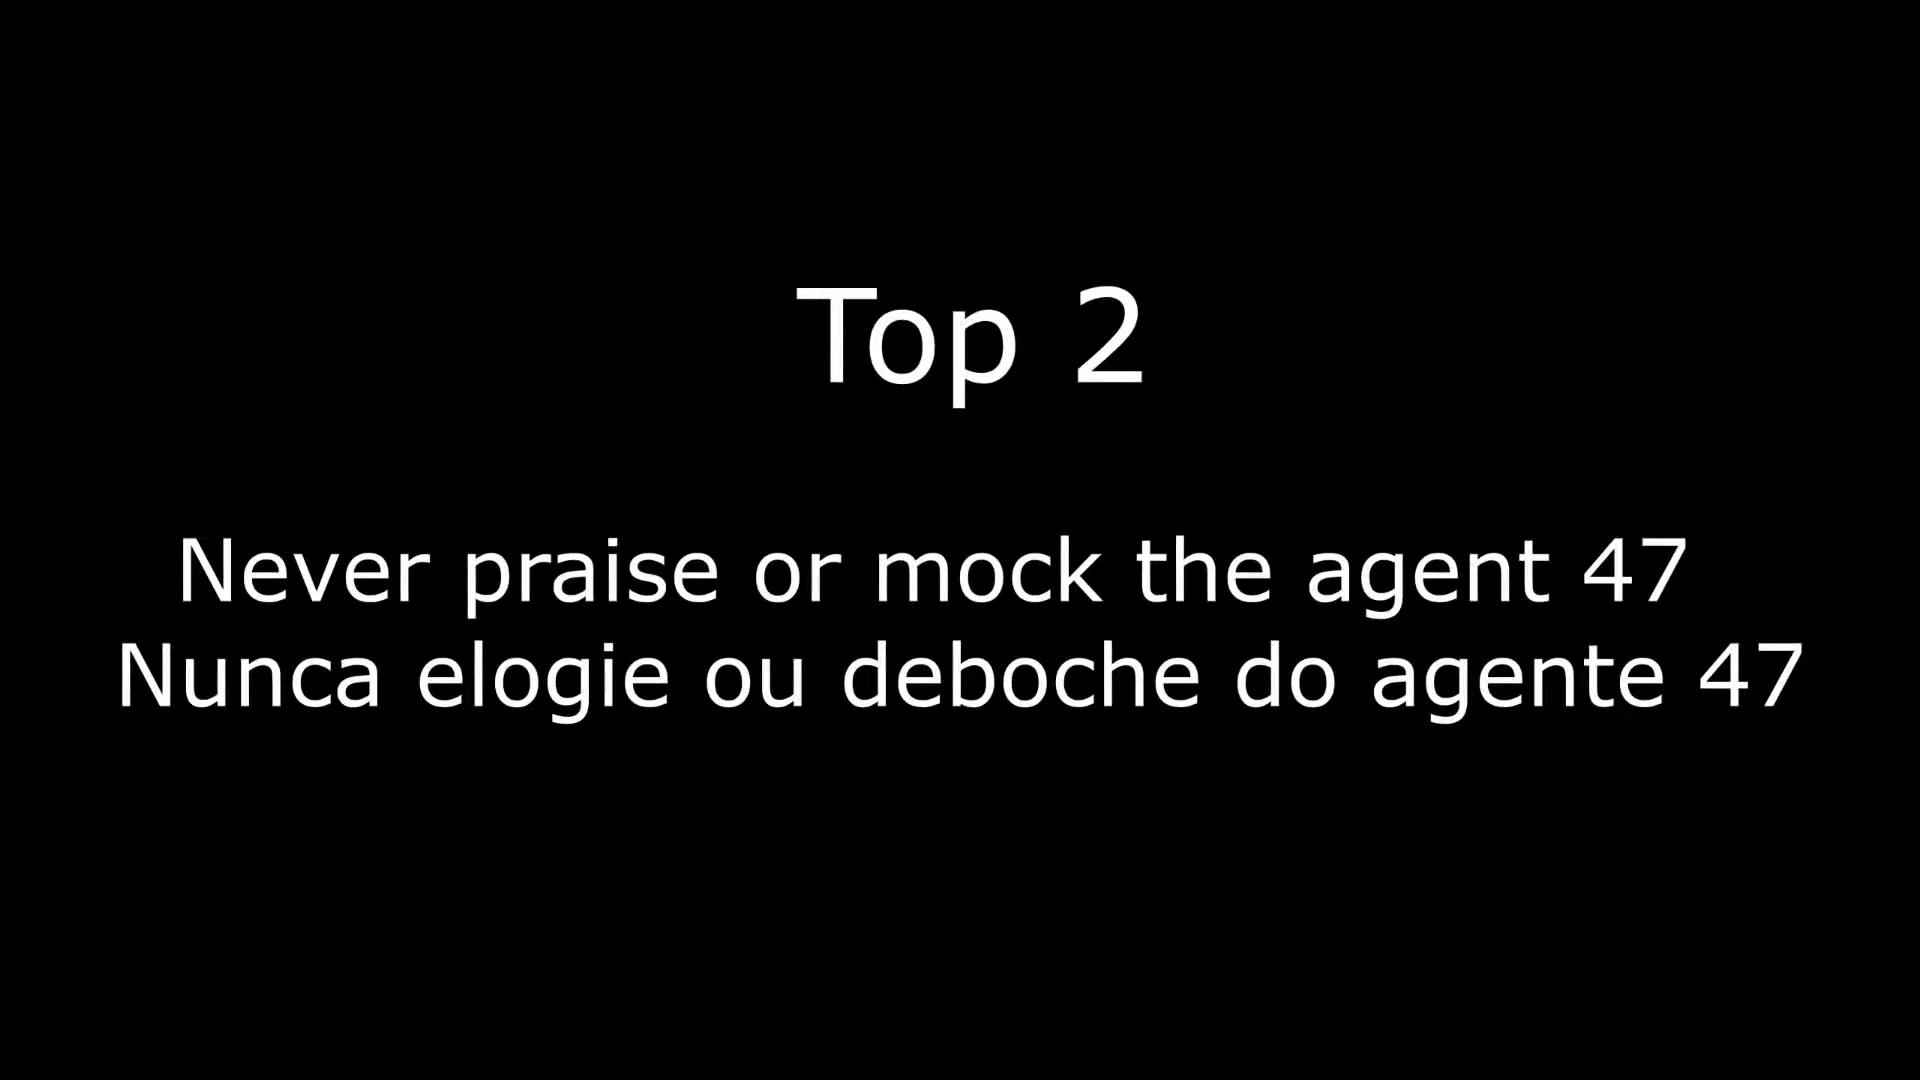 Top 2
Never praise or mock the agent 47
Nunca elogie ou deboche do agente 47